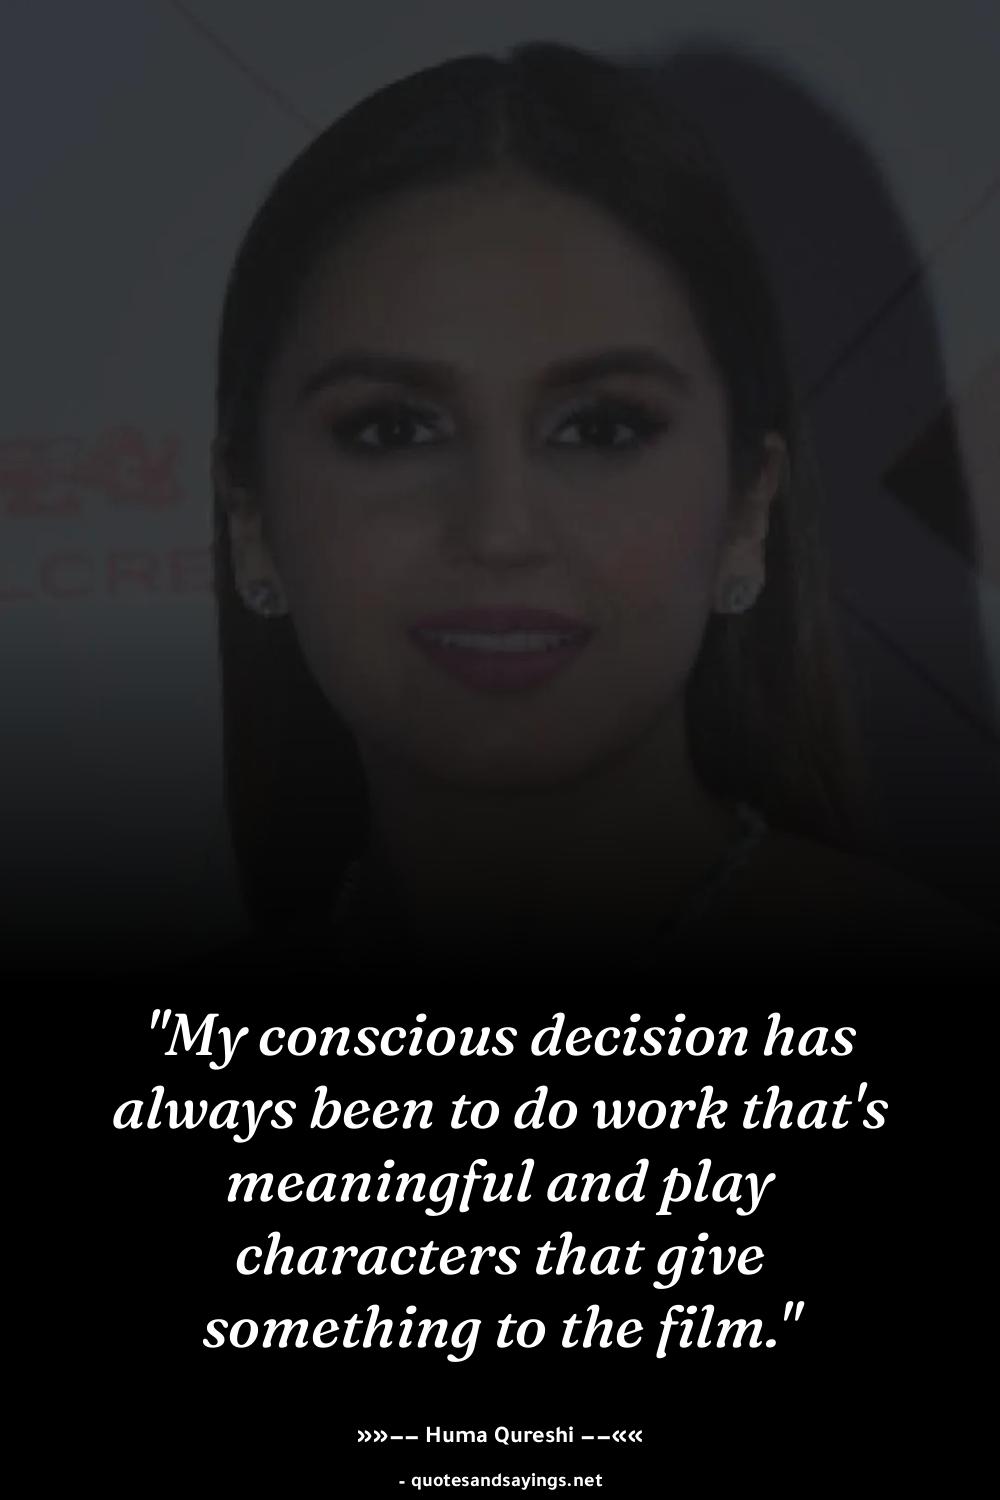 LCRE
"My conscious decision has
always been to do work that's
meaningful and play
characters that give
something to the film."
»»−− Huma Qureshi −−««
- quotesandsayings.net